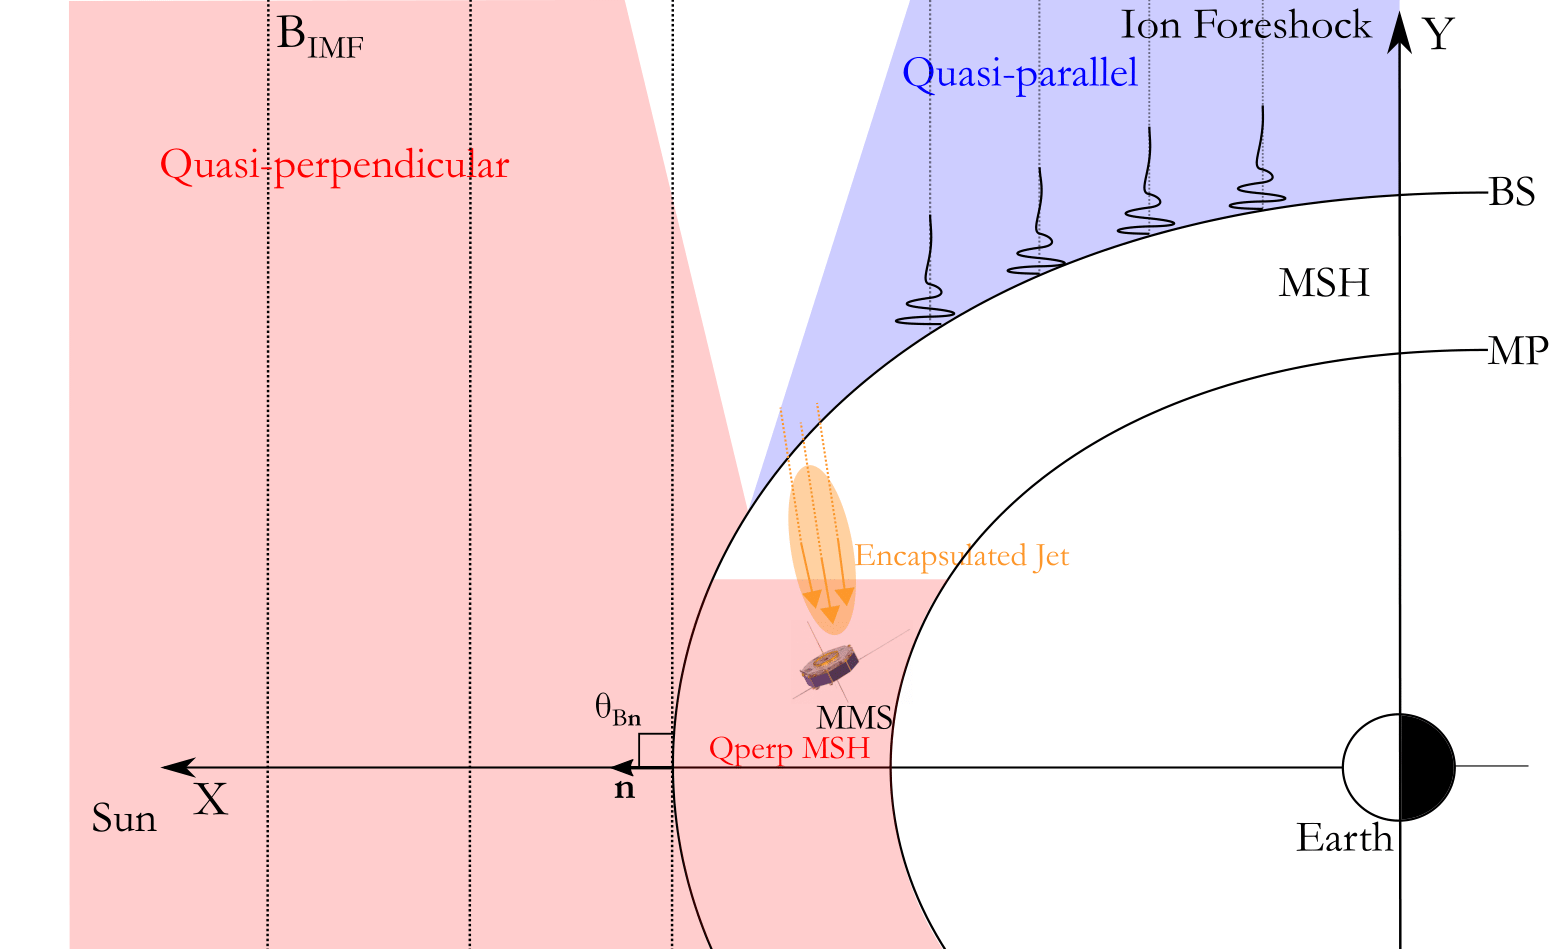 B_IMF
Ion Foreshock
Y
Quasi-parallel
Quasi-perpendicular
BS
MSH
MP
Encapsulated Jet
θ_Bn
MMS
Qperp MSH
n
X
Sun
Earth